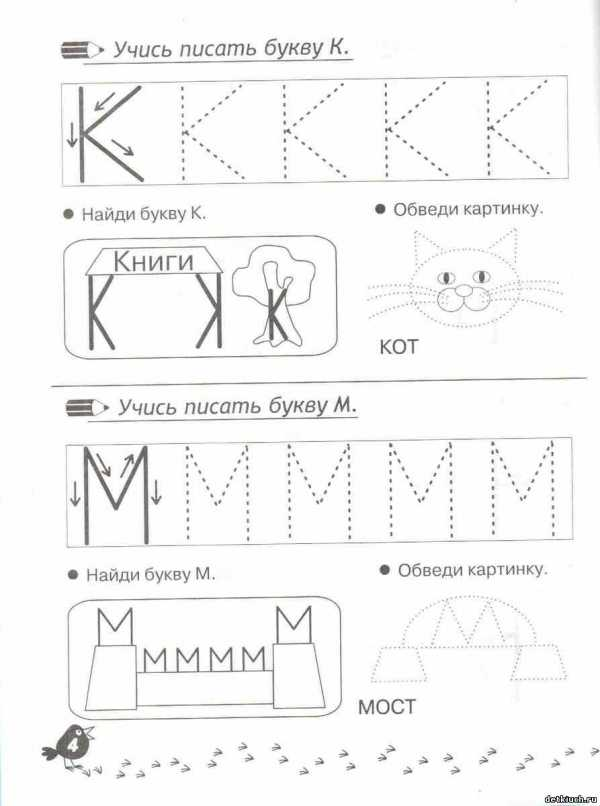 Учись писать букву К.
К К К К К
Найди букву К.
Обведи картинку.
Книги
К К К
КОТ
Учись писать букву М.
М М М М М
Найди букву М.
Обведи картинку.
М М
М М М М
М
МОСТ
4
detkiuch.ru